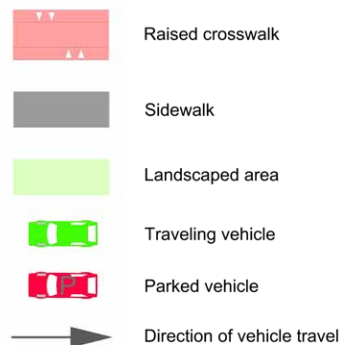 Raised crosswalk
Sidewalk
Landscaped area
Traveling vehicle
P
Parked vehicle
Direction of vehicle travel